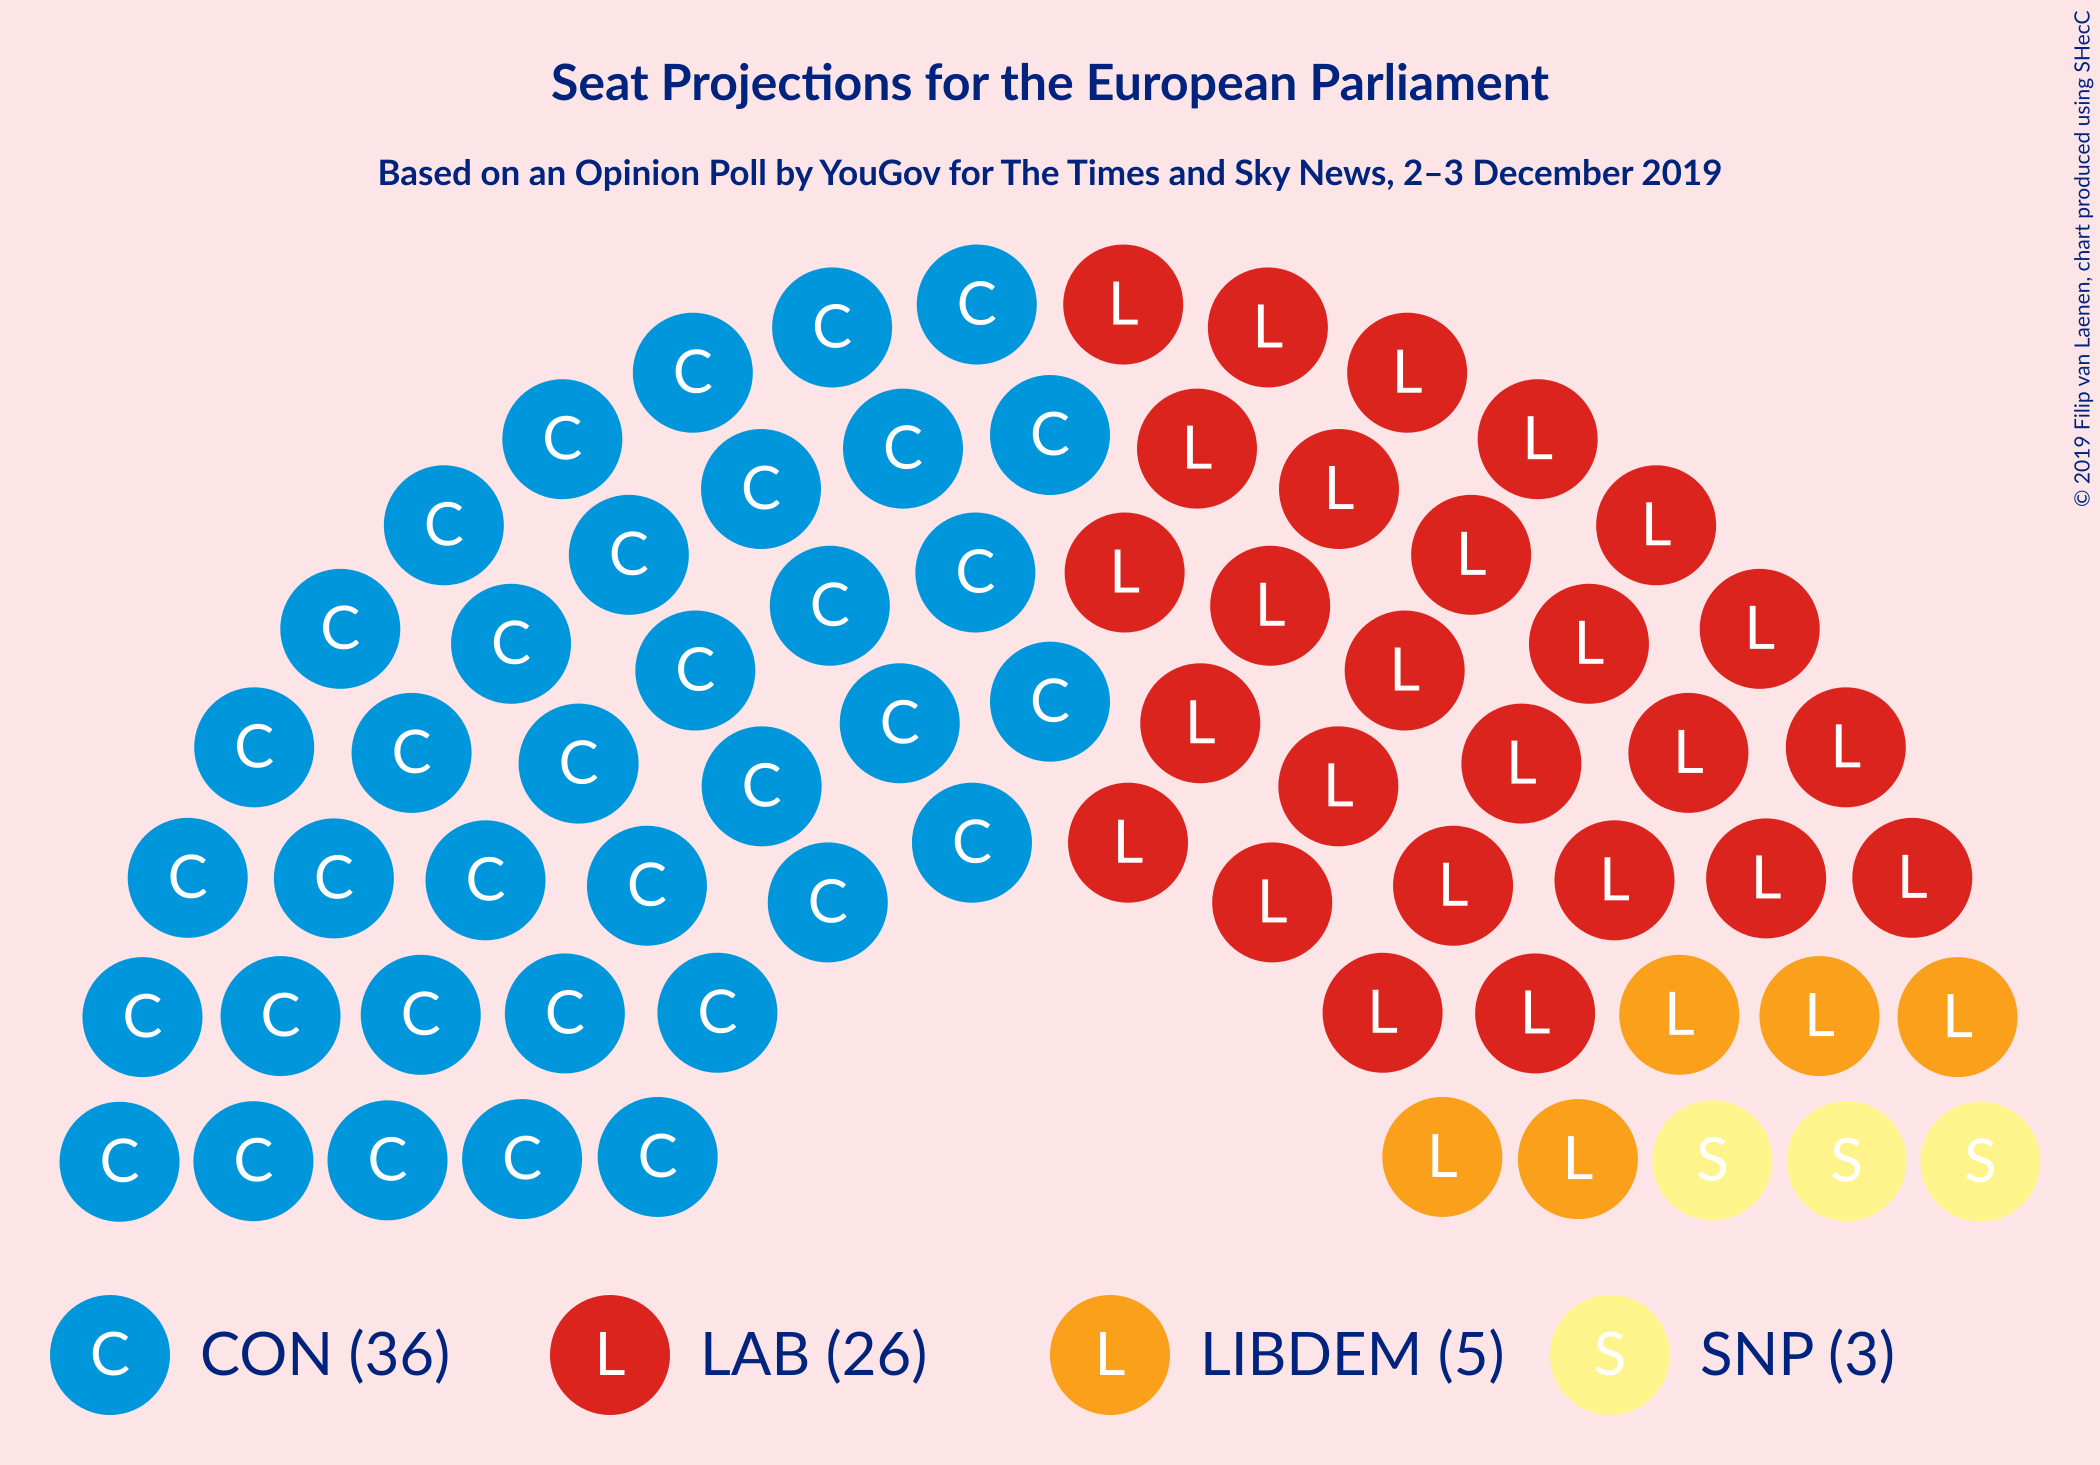 Seat Projections for the European Parliament
Based on an Opinion Poll by YouGov for The Times and Sky News, 2–3 December 2019
© 2019 Filip van Laenen, chart produced using SHecC
C L
C L
C L
C C C L L
C L
C L
C L
C L
C L
C L
C L
C L
C
C L
C C C L L L
C L
C L
C C C C C L L L L L
C C C C C L L L L L
C C C C C L L S S S
C CON (36) L LAB (26) L LIBDEM (5) S SNP (3)